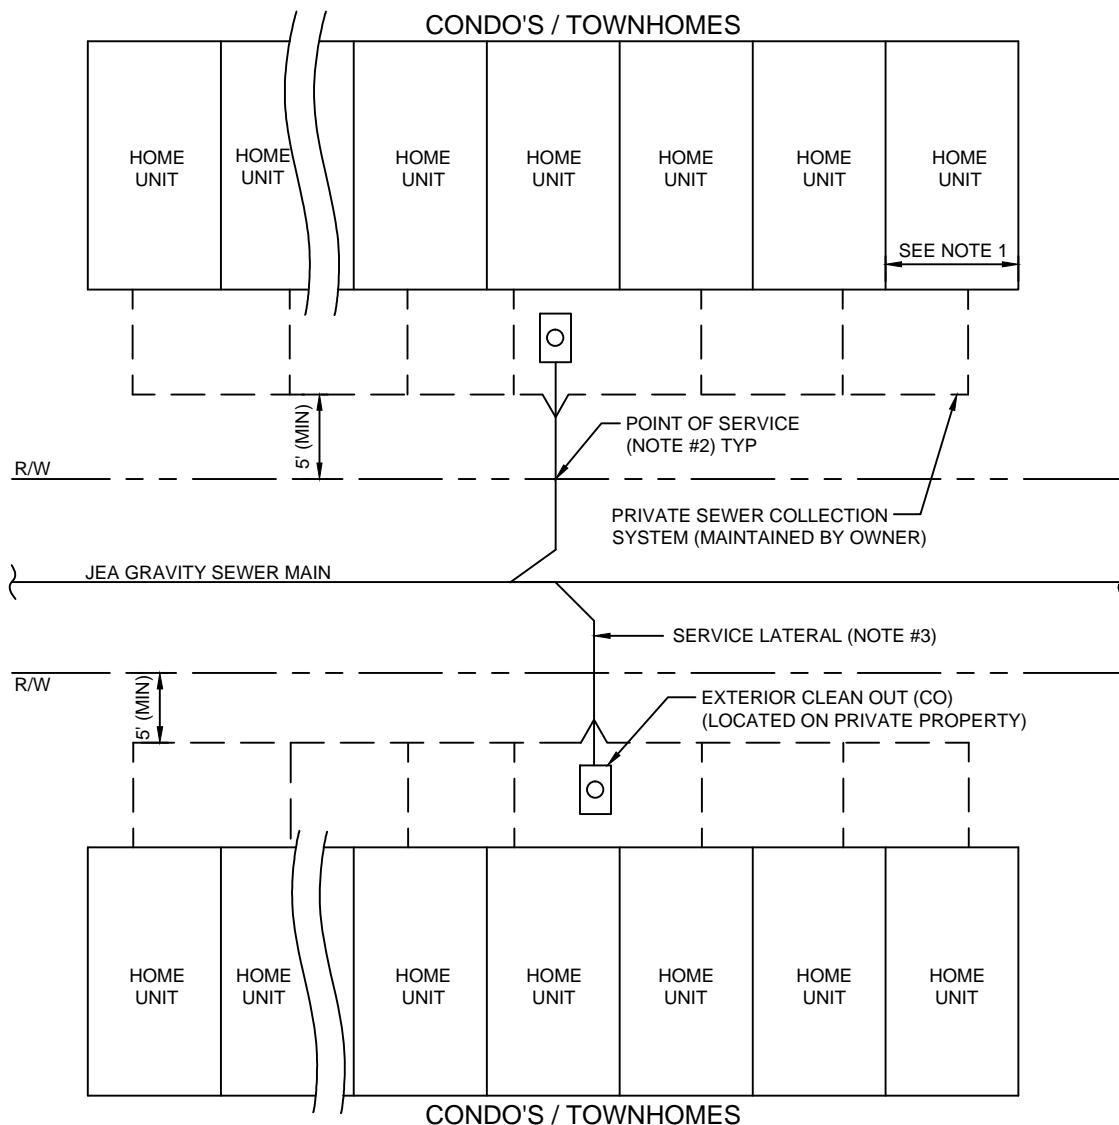 CONDO'S / TOWNHOMES
HOME
UNIT
HOME
UNIT
HOME
UNIT
HOME
UNIT
HOME
UNIT
HOME
UNIT
HOME
UNIT
SEE NOTE 1
5' (MIN)
POINT OF SERVICE
(NOTE #2) TYP
R/W
PRIVATE SEWER COLLECTION
SYSTEM (MAINTAINED BY OWNER)
JEA GRAVITY SEWER MAIN
SERVICE LATERAL (NOTE #3)
R/W
5' (MIN)
EXTERIOR CLEAN OUT (CO)
(LOCATED ON PRIVATE PROPERTY)
HOME
UNIT
HOME
UNIT
HOME
UNIT
HOME
UNIT
HOME
UNIT
HOME
UNIT
HOME
UNIT
CONDO'S / TOWNHOMES